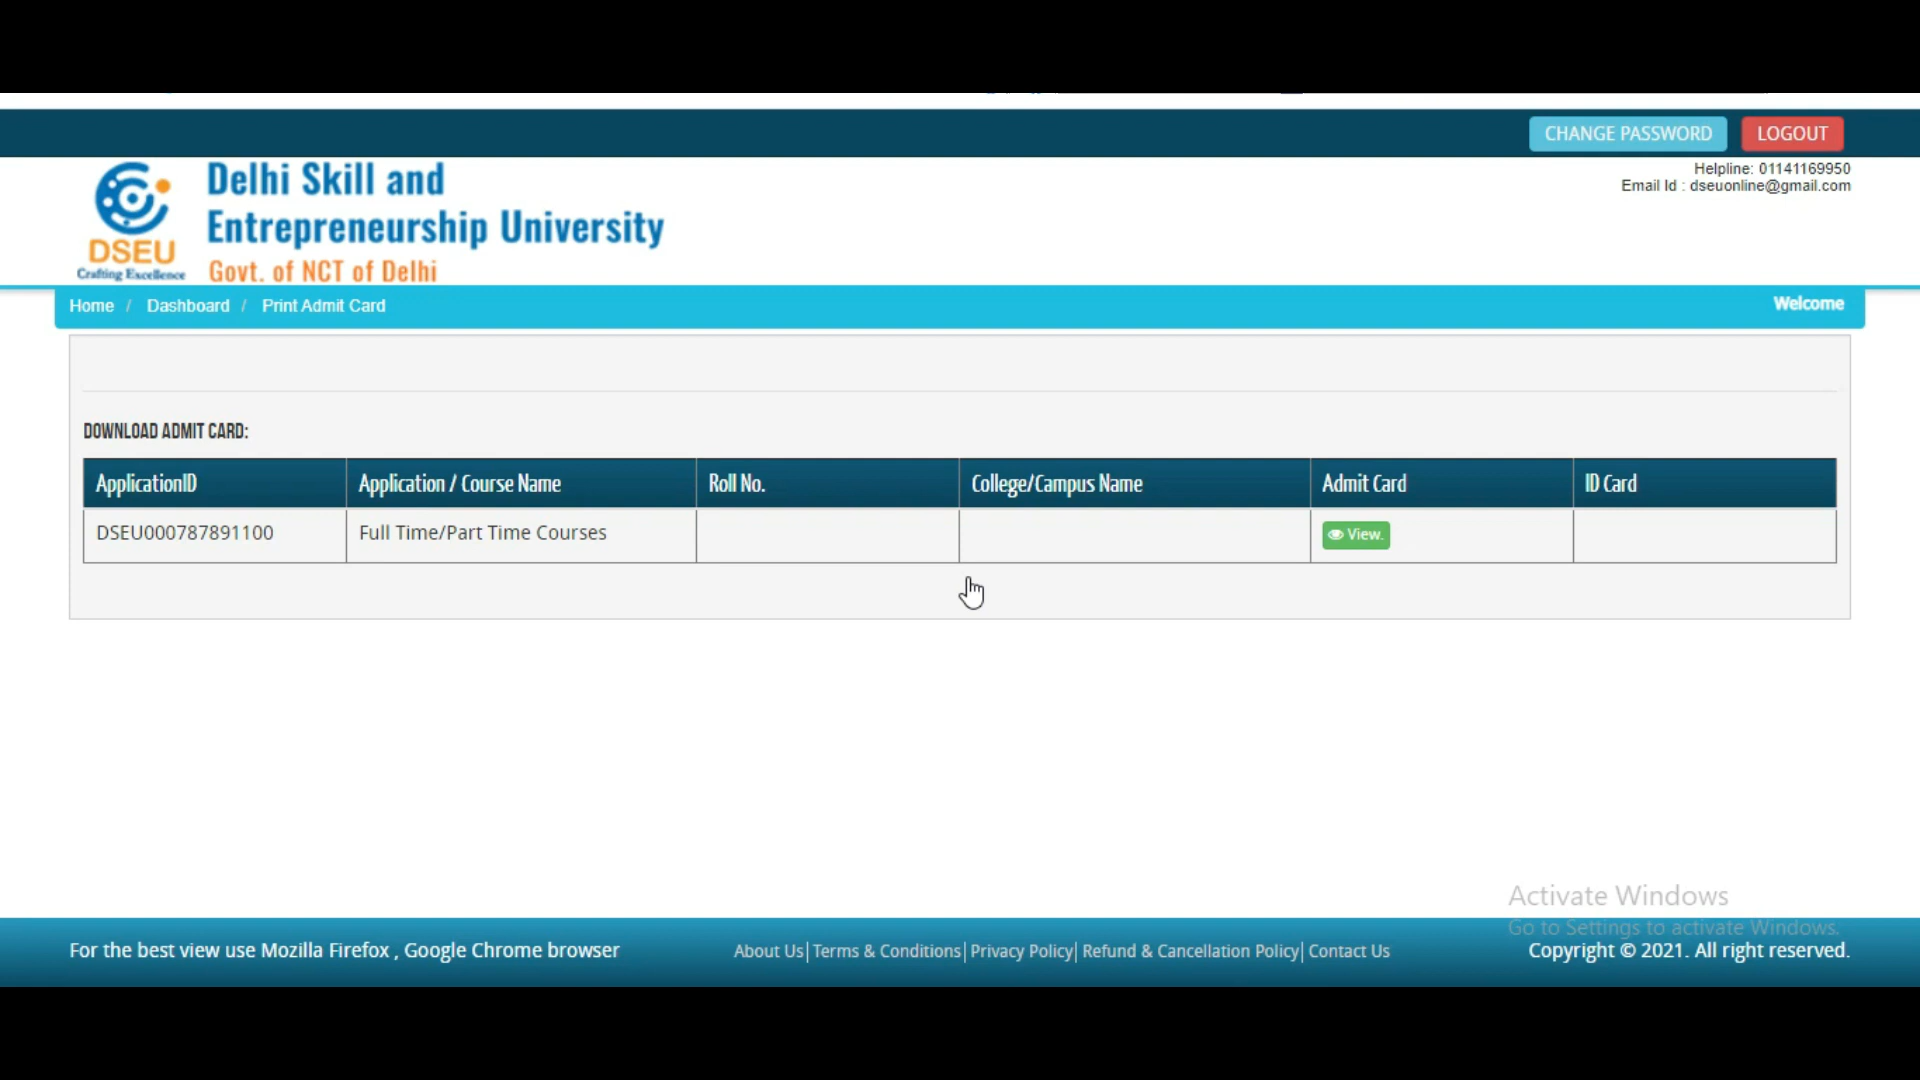 CHANGE PASSWORD LOGOUT
Helpline: 01141169950
Email Id : dseuonline@gmail.com
Delhi Skill and
Entrepreneurship University
Govt. of NCT of Delhi
DSEU
Crafting Excellence
Home / Dashboard / Print Admit Card Welcome
DOWNLOAD ADMIT CARD:
ApplicationID Application / Course Name Roll No. College/Campus Name Admit Card ID Card
DSEU000787891100 Full Time/Part Time Courses View.
Activate Windows
Go to Settings to activate Windows.
For the best view use Mozilla Firefox , Google Chrome browser About Us| Terms & Conditions| Privacy Policy| Refund & Cancellation Policy| Contact Us Copyright © 2021. All right reserved.